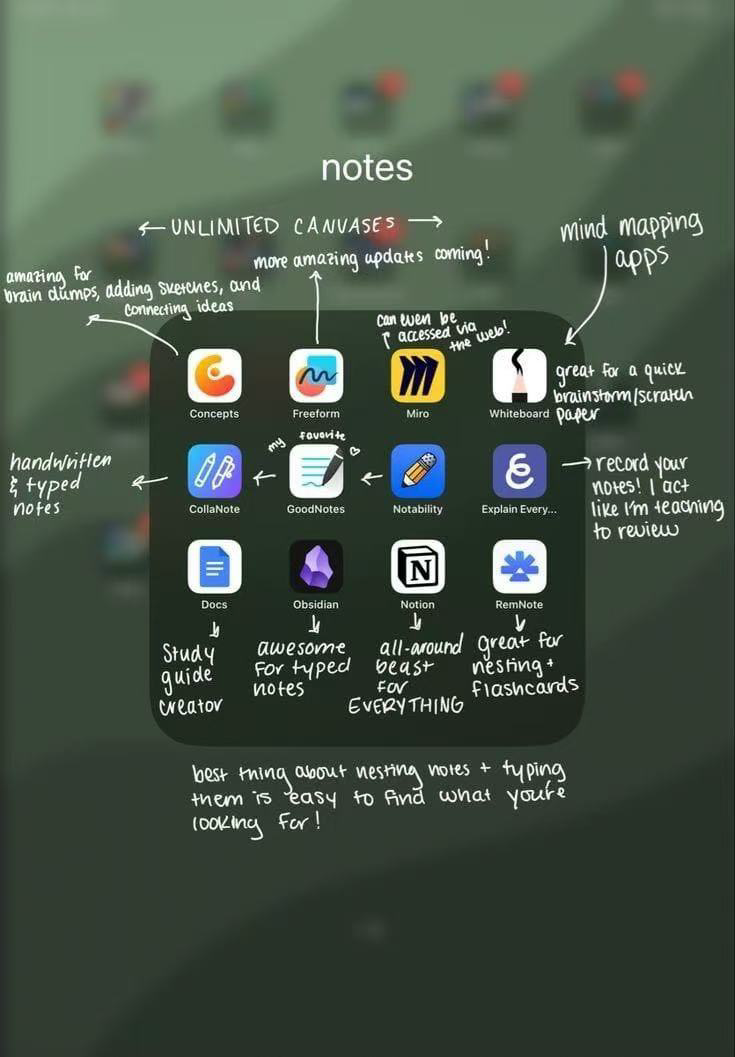 notes
← UNLIMITED CANVASES →
mind mapping
apps
more amazing updates coming!
amazing for
brain dumps, adding sketches, and
connecting ideas
can even be
accessed via
the web!
Concepts
Freeform
Miro
Whiteboard
great for a quick
brainstorm/scratch
paper
my favorite
handwritten
& typed
notes
CollaNote
GoodNotes
Notability
Explain Every...
record your
notes! I act
like I'm teaching
to review
Docs
Obsidian
Notion
N
RemNote
study
guide
creator
awesome
for typed
notes
all-around
beast
for
EVERYTHING
great for
nesting +
flashcards
best thing about nesting notes + typing
them is easy to find what you're
looking for!